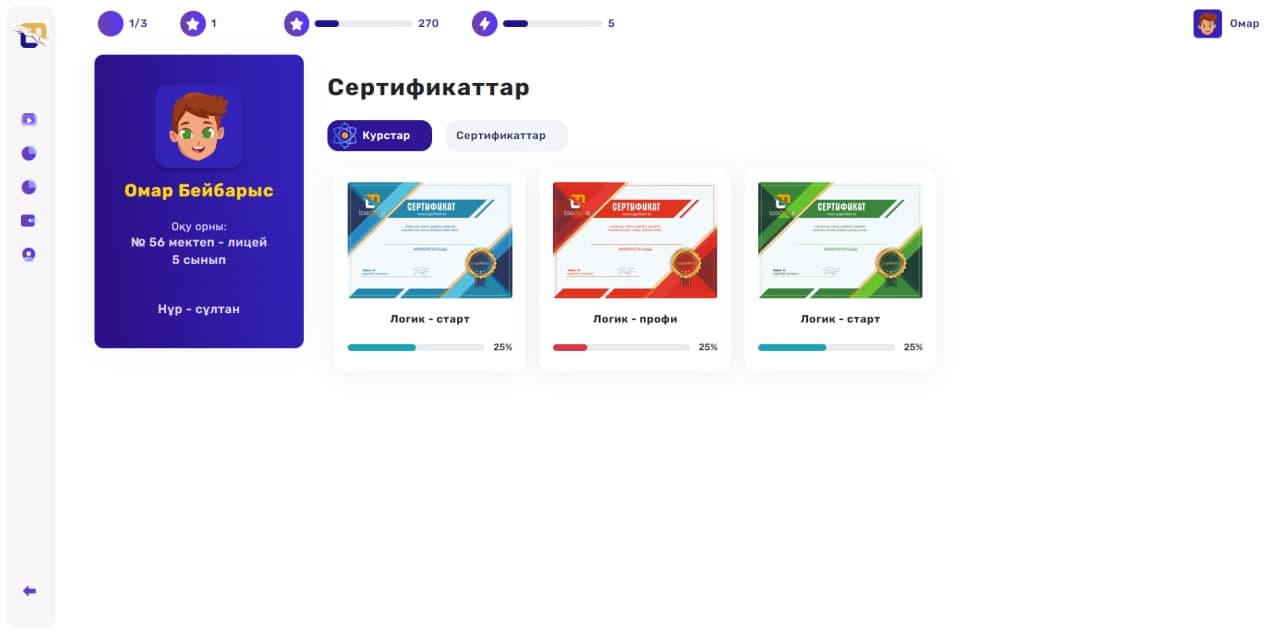 1/3
1
270
5
Омар
Омар Бейбарыс
Оқу орны:
№ 56 мектеп - лицей
5 сынып
Нұр - сұлтан
Сертификаттар
Курстар
Сертификаттар
СЕРТИФИКАТ
СЕРТИФИКАТ
СЕРТИФИКАТ
Логик - старт
Логик - профи
Логик - старт
25%
25%
25%